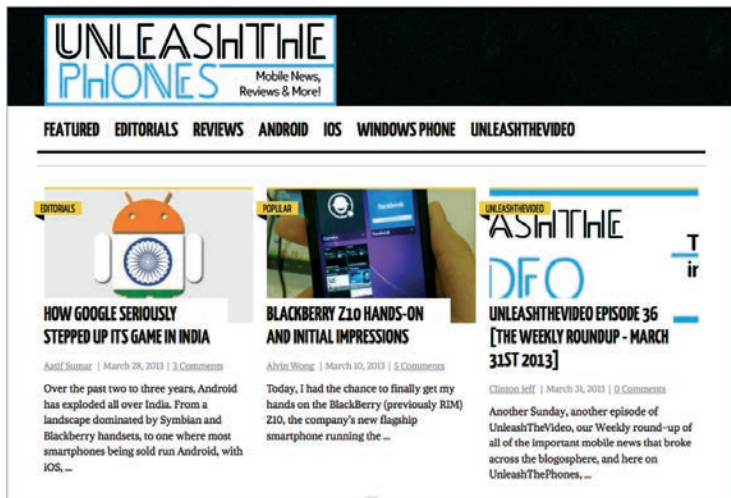 UNLEASHTHE
PHONES
Mobile News,
Reviews & More!
FEATURED EDITORIALS REVIEWS ANDROID IOS WINDOWS PHONE UNLEASHTHEVIDEO
EDITORIALS
HOW GOOGLE SERIOUSLY
STEPPED UP ITS GAME IN INDIA
Aatif Sumar | March 28, 2013 | 3 Comments
Over the past two to three years, Android
has exploded all over India. From a
landscape dominated by Symbian and
Blackberry handsets, to one where most
smartphones being sold run Android, with
iOS, ...
POPULAR
facebook
BLACKBERRY Z10 HANDS-ON
AND INITIAL IMPRESSIONS
Alvin Wong | March 10, 2013 | 5 Comments
Today, I had the chance to finally get my
hands on the BlackBerry (previously RIM)
Z10, the company's new flagship
smartphone running the ...
UNLEASHTHEVIDEO
ASHTHE
T
ir
UNLEASHTHEVIDEO EPISODE 36
[THE WEEKLY ROUNDUP - MARCH
31ST 2013]
Clinton Jeff | March 31, 2013 | 0 Comments
Another Sunday, another episode of
UnleashTheVideo, our Weekly round-up of
all of the important mobile news that broke
across the blogosphere, and here on
UnleashThePhones, ...